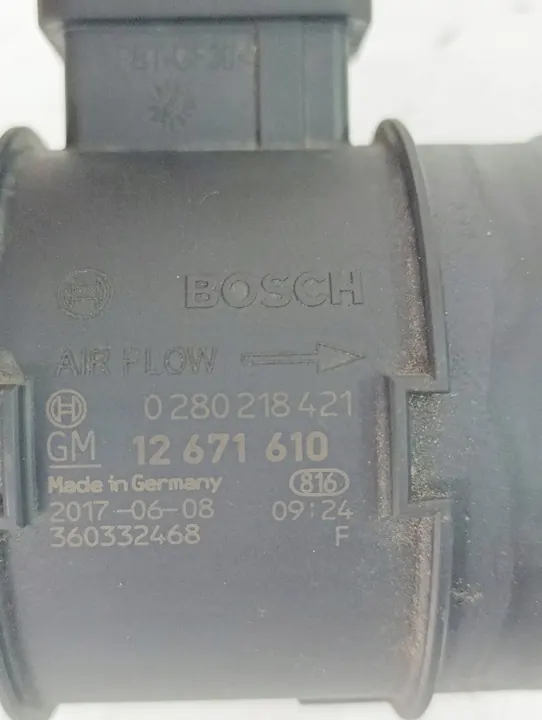 BOSCH
AIR FLOW
0 280 218 421
GM 12 671 610
Made in Germany 816
2017-06-08 09:24
360332468 F